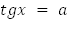 tgx = a